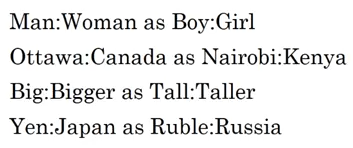 Man:Woman as Boy:Girl
Ottawa:Canada as Nairobi:Kenya
Big:Bigger as Tall:Taller
Yen:Japan as Ruble:Russia